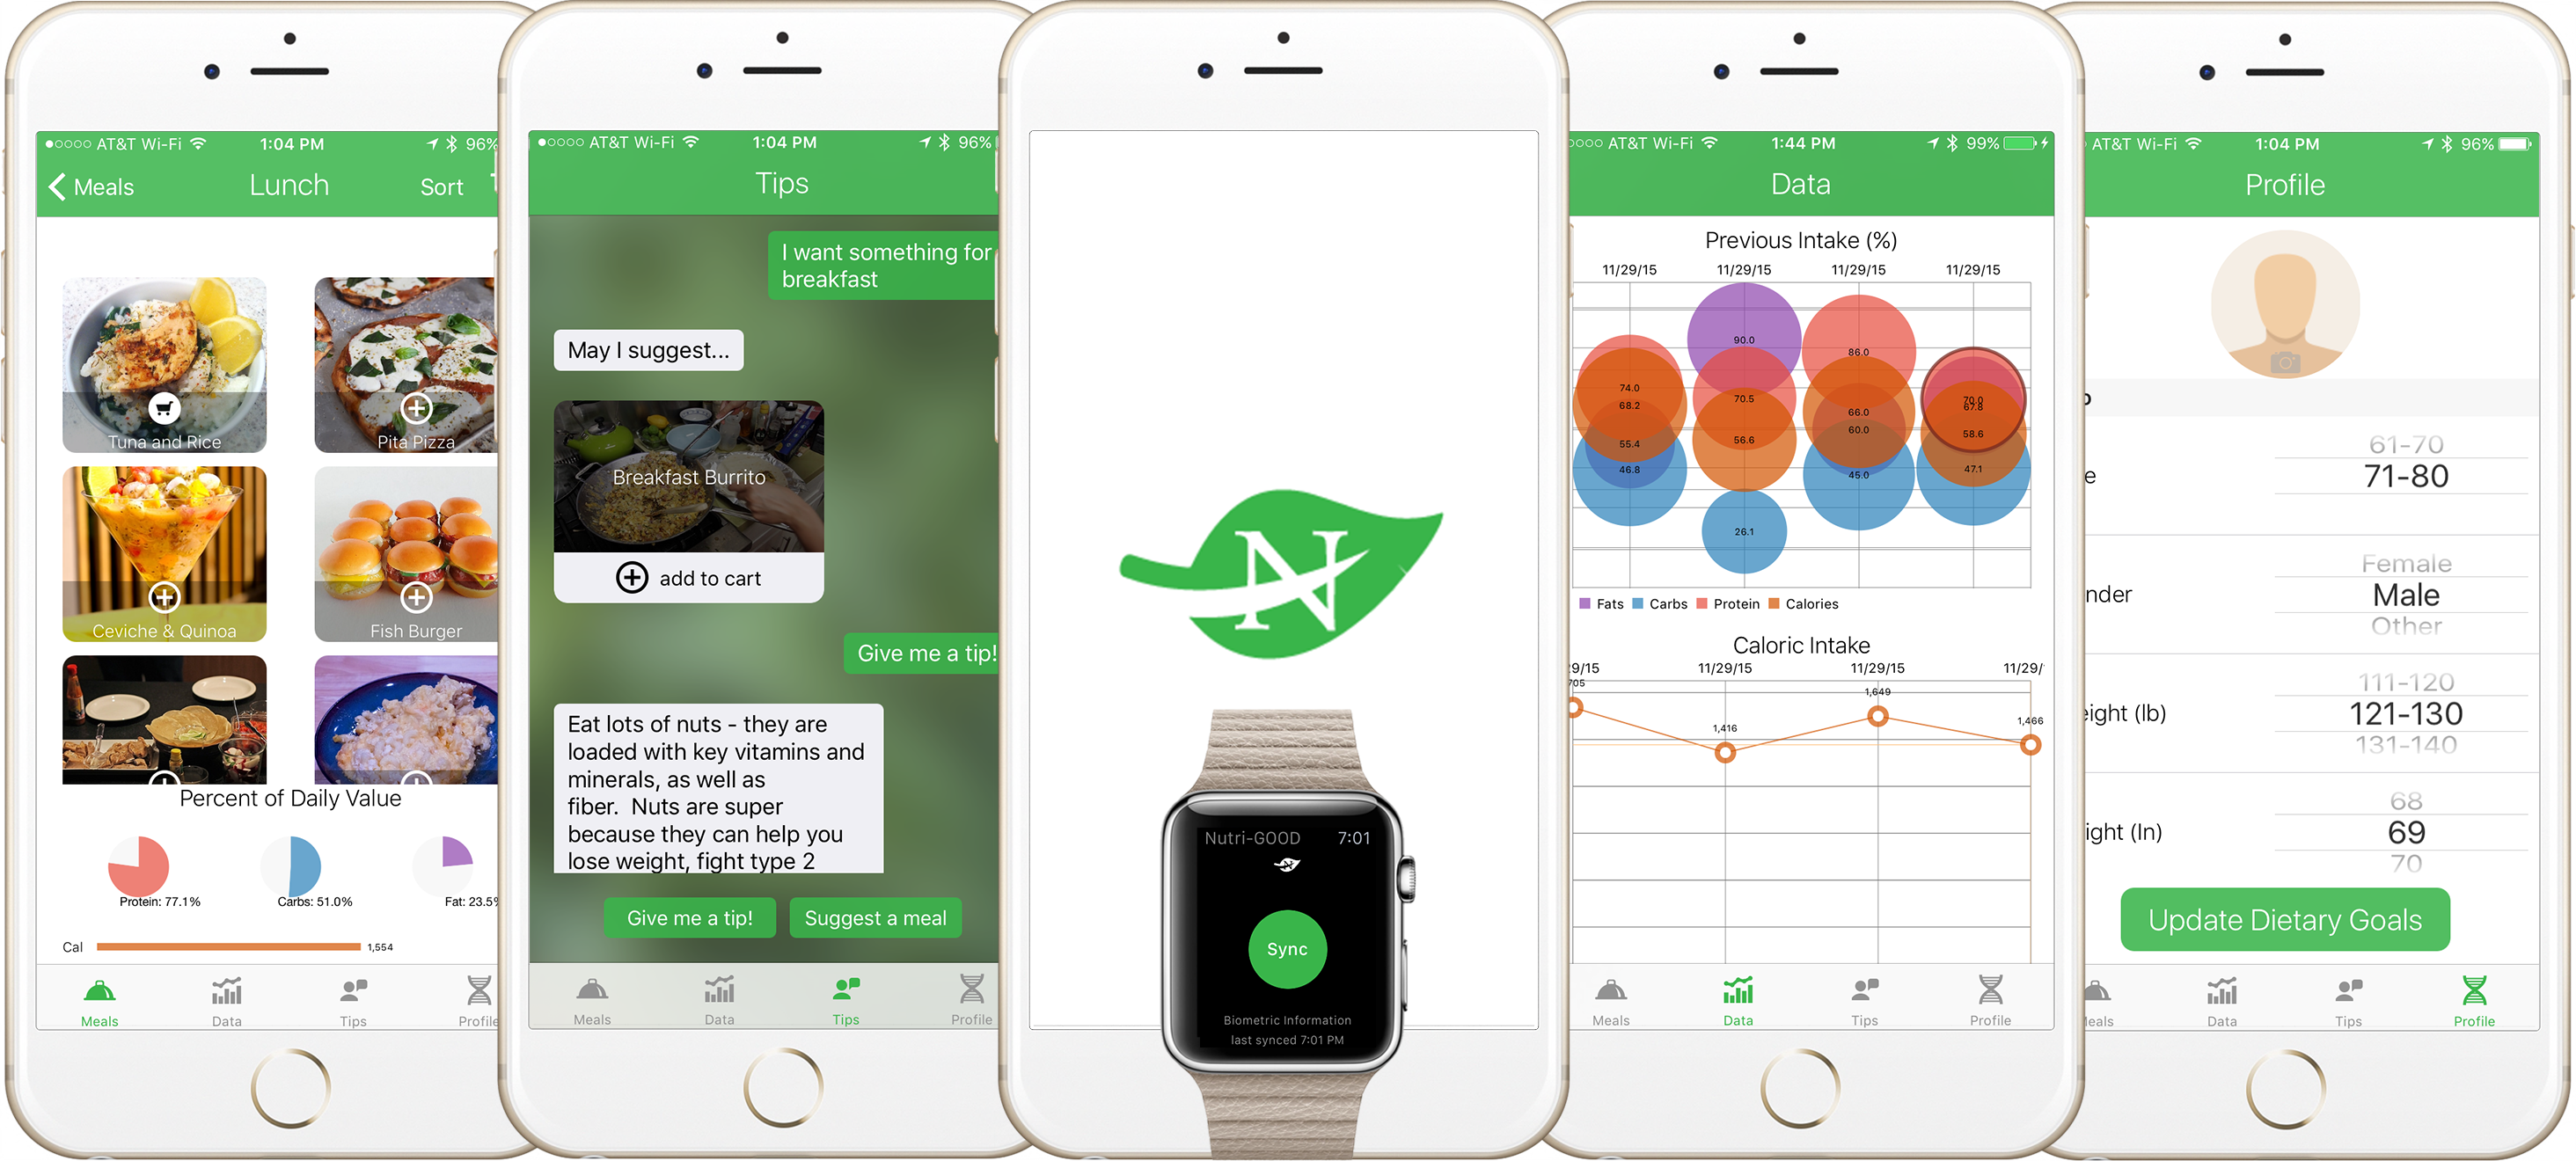 AT&T Wi-Fi 1:04 PM 96%
Meals Lunch Sort
Tuna and Rice
Pita Pizza
Ceviche & Quinoa
Fish Burger
Percent of Daily Value
Protein: 77.1%
Carbs: 51.0%
Fat: 23.5%
Cal 1,554
Meals Data Tips Profile
AT&T Wi-Fi 1:04 PM 96%
Tips
I want something for
breakfast
May I suggest...
Breakfast Burrito
add to cart
Give me a tip!
Eat lots of nuts - they are
loaded with key vitamins and
minerals, as well as
fiber. Nuts are super
because they can help you
lose weight, fight type 2
Give me a tip! Suggest a meal
Meals Data Tips Profile
N
Nutri-GOOD 7:01
Sync
Biometric Information
last synced 7:01 PM
AT&T Wi-Fi 1:44 PM 99%
Data
Previous Intake (%)
11/29/15 11/29/15 11/29/15 11/29/15
74.0
68.2
55.4
46.8
90.0
70.5
56.6
26.1
86.0
66.0
60.0
45.0
70.0
67.8
58.6
47.1
Fats Carbs Protein Calories
Caloric Intake
9/15 11/29/15 11/29/15 11/29/
705
1,416
1,649
1,466
Meals Data Tips Profile
AT&T Wi-Fi 1:04 PM 96%
Profile
61-70
e 71-80
Female
nder Male
Other
111-120
eight (lb) 121-130
131-140
68
ight (In) 69
70
Update Dietary Goals
eals Data Tips Profile